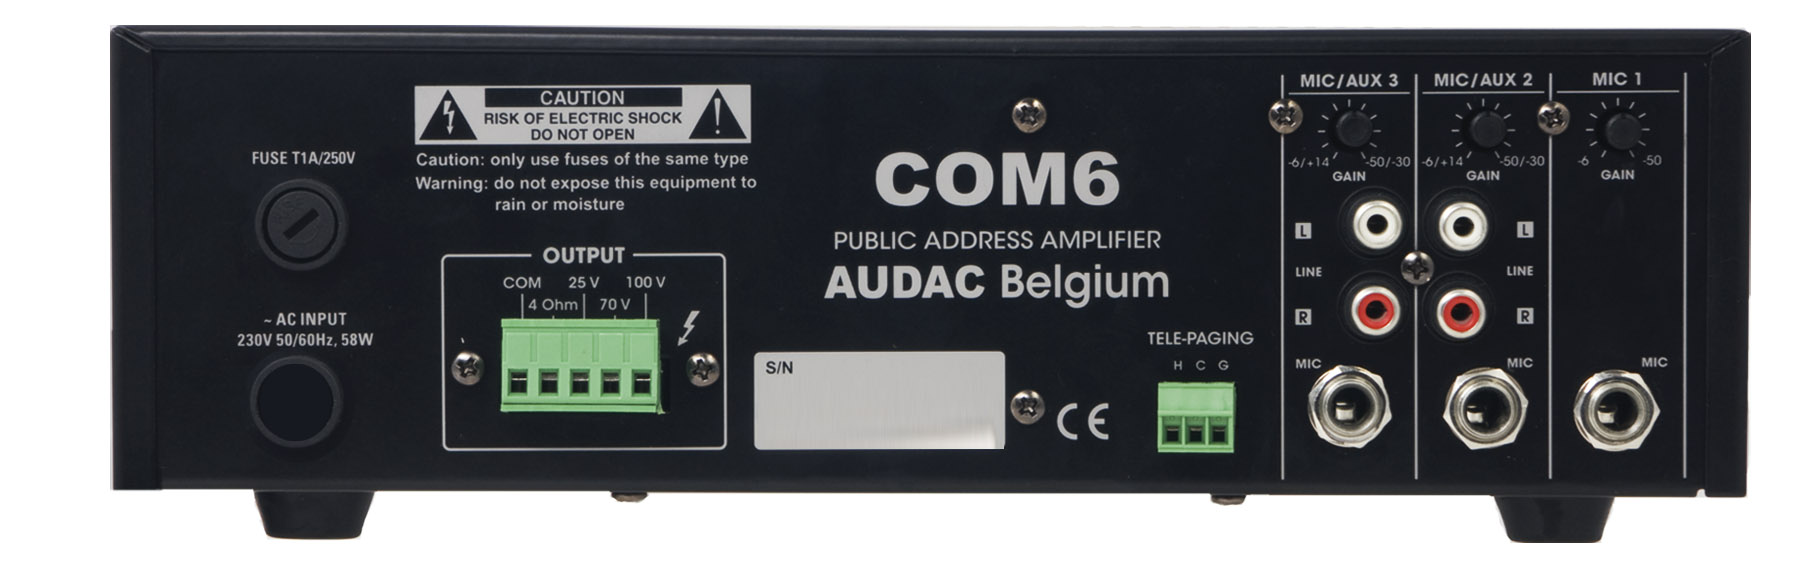 FUSE T1A/250V
~ AC INPUT
230V 50/60Hz, 58W
CAUTION
RISK OF ELECTRIC SHOCK
DO NOT OPEN
Caution: only use fuses of the same type
Warning: do not expose this equipment to
rain or moisture
OUTPUT
COM 25 V 100 V
4 Ohm 70 V
COM6
PUBLIC ADDRESS AMPLIFIER
AUDAC Belgium
S/N
CE
TELE-PAGING
H C G
MIC/AUX 3
-6/+14 -50/-30
GAIN
L
LINE
R
MIC
MIC/AUX 2
-6/+14 -50/-30
GAIN
L
LINE
R
MIC
MIC 1
-6 -50
GAIN
MIC